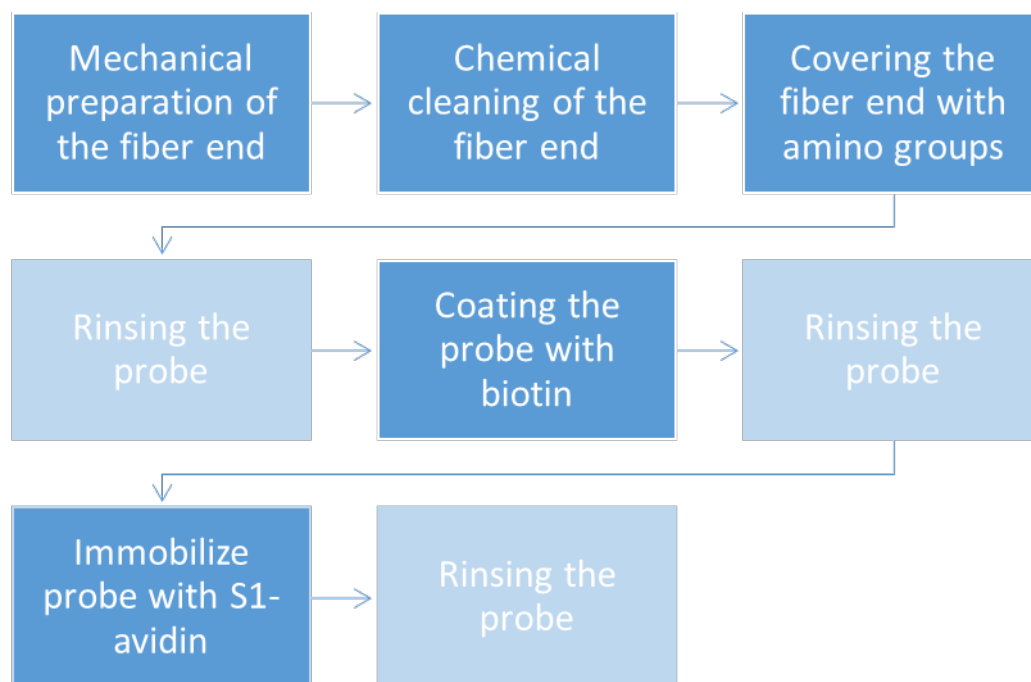 Mechanical
preparation of
the fiber end
Chemical
cleaning of the
fiber end
Covering the
fiber end with
amino groups
Rinsing the
probe
Coating the
probe with
biotin
Rinsing the
probe
Immobilize
probe with S1-
avidin
Rinsing the
probe